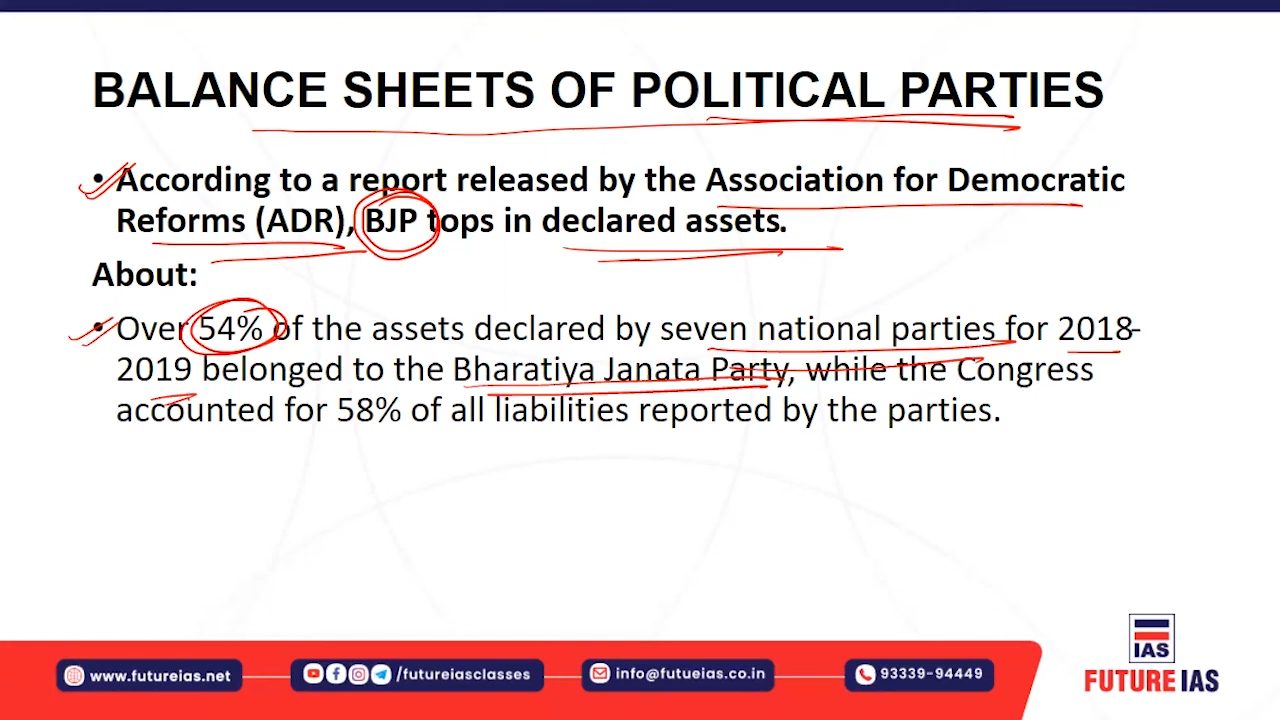 BALANCE SHEETS OF POLITICAL PARTIES
• According to a report released by the Association for Democratic
Reforms (ADR), BJP tops in declared assets.
About:
• Over 54% of the assets declared by seven national parties for 2018-
2019 belonged to the Bharatiya Janata Party, while the Congress
accounted for 58% of all liabilities reported by the parties.
www.futureias.net
/futureiasclasses
info@futueias.co.in
93339-94449
IAS
FUTURE IAS